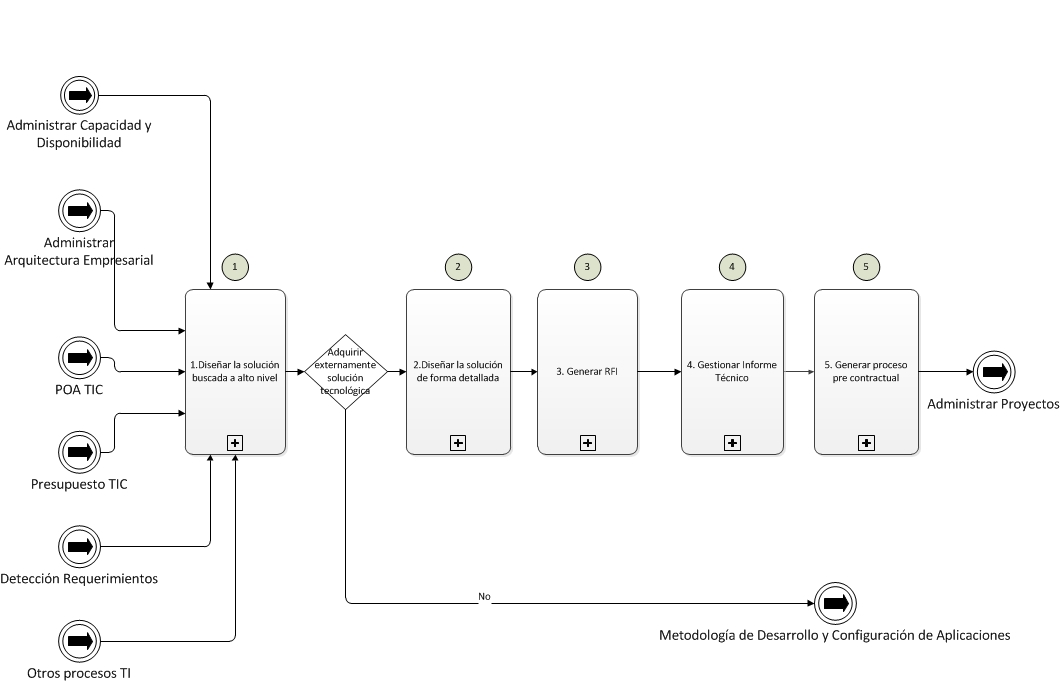 Administrar Capacidad y
Disponibilidad
Administrar
Arquitectura Empresarial
POA TIC
Presupuesto TIC
Detección Requerimientos
Otros procesos TI
1
1.Diseñar la solución
buscada a alto nivel
Adquirir
externamente
solución
tecnológica
2
2.Diseñar la solución
de forma detallada
3
3. Generar RFI
4
4. Gestionar Informe
Técnico
5
5. Generar proceso
pre contractual
Administrar Proyectos
No
Metodología de Desarrollo y Configuración de Aplicaciones